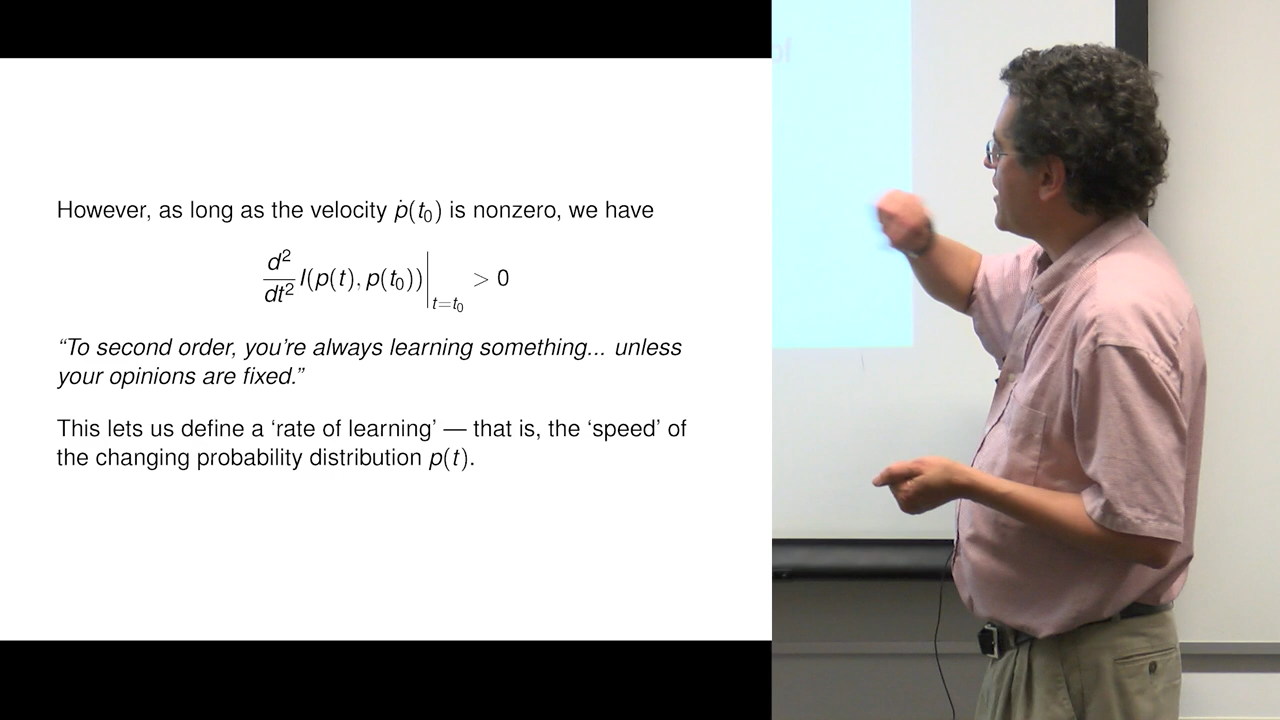 However, as long as the velocity ṗ(t₀) is nonzero, we have
d²/dt² I(p(t), p(t₀))|ₜ₌ₜ₀ > 0
“To second order, you’re always learning something... unless
your opinions are fixed.”
This lets us define a ‘rate of learning’ — that is, the ‘speed’ of
the changing probability distribution p(t).
of